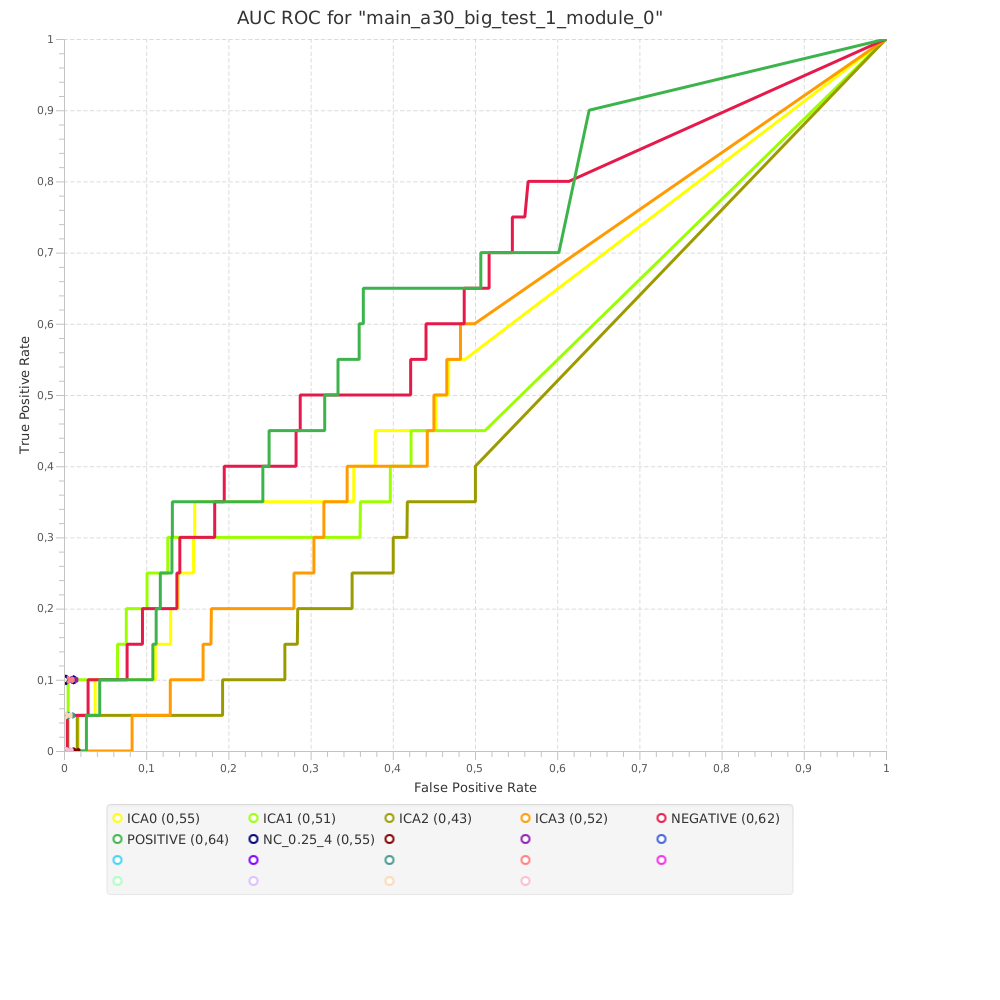 AUC ROC for "main_a30_big_test_1_module_0"
1
0,9
0,8
0,7
0,6
0,5
0,4
0,3
0,2
0,1
0
True Positive Rate
0 0,1 0,2 0,3 0,4 0,5 0,6 0,7 0,8 0,9 1
False Positive Rate
ICA0 (0,55) ICA1 (0,51) ICA2 (0,43) ICA3 (0,52) NEGATIVE (0,62)
POSITIVE (0,64) NC_0.25_4 (0,55)